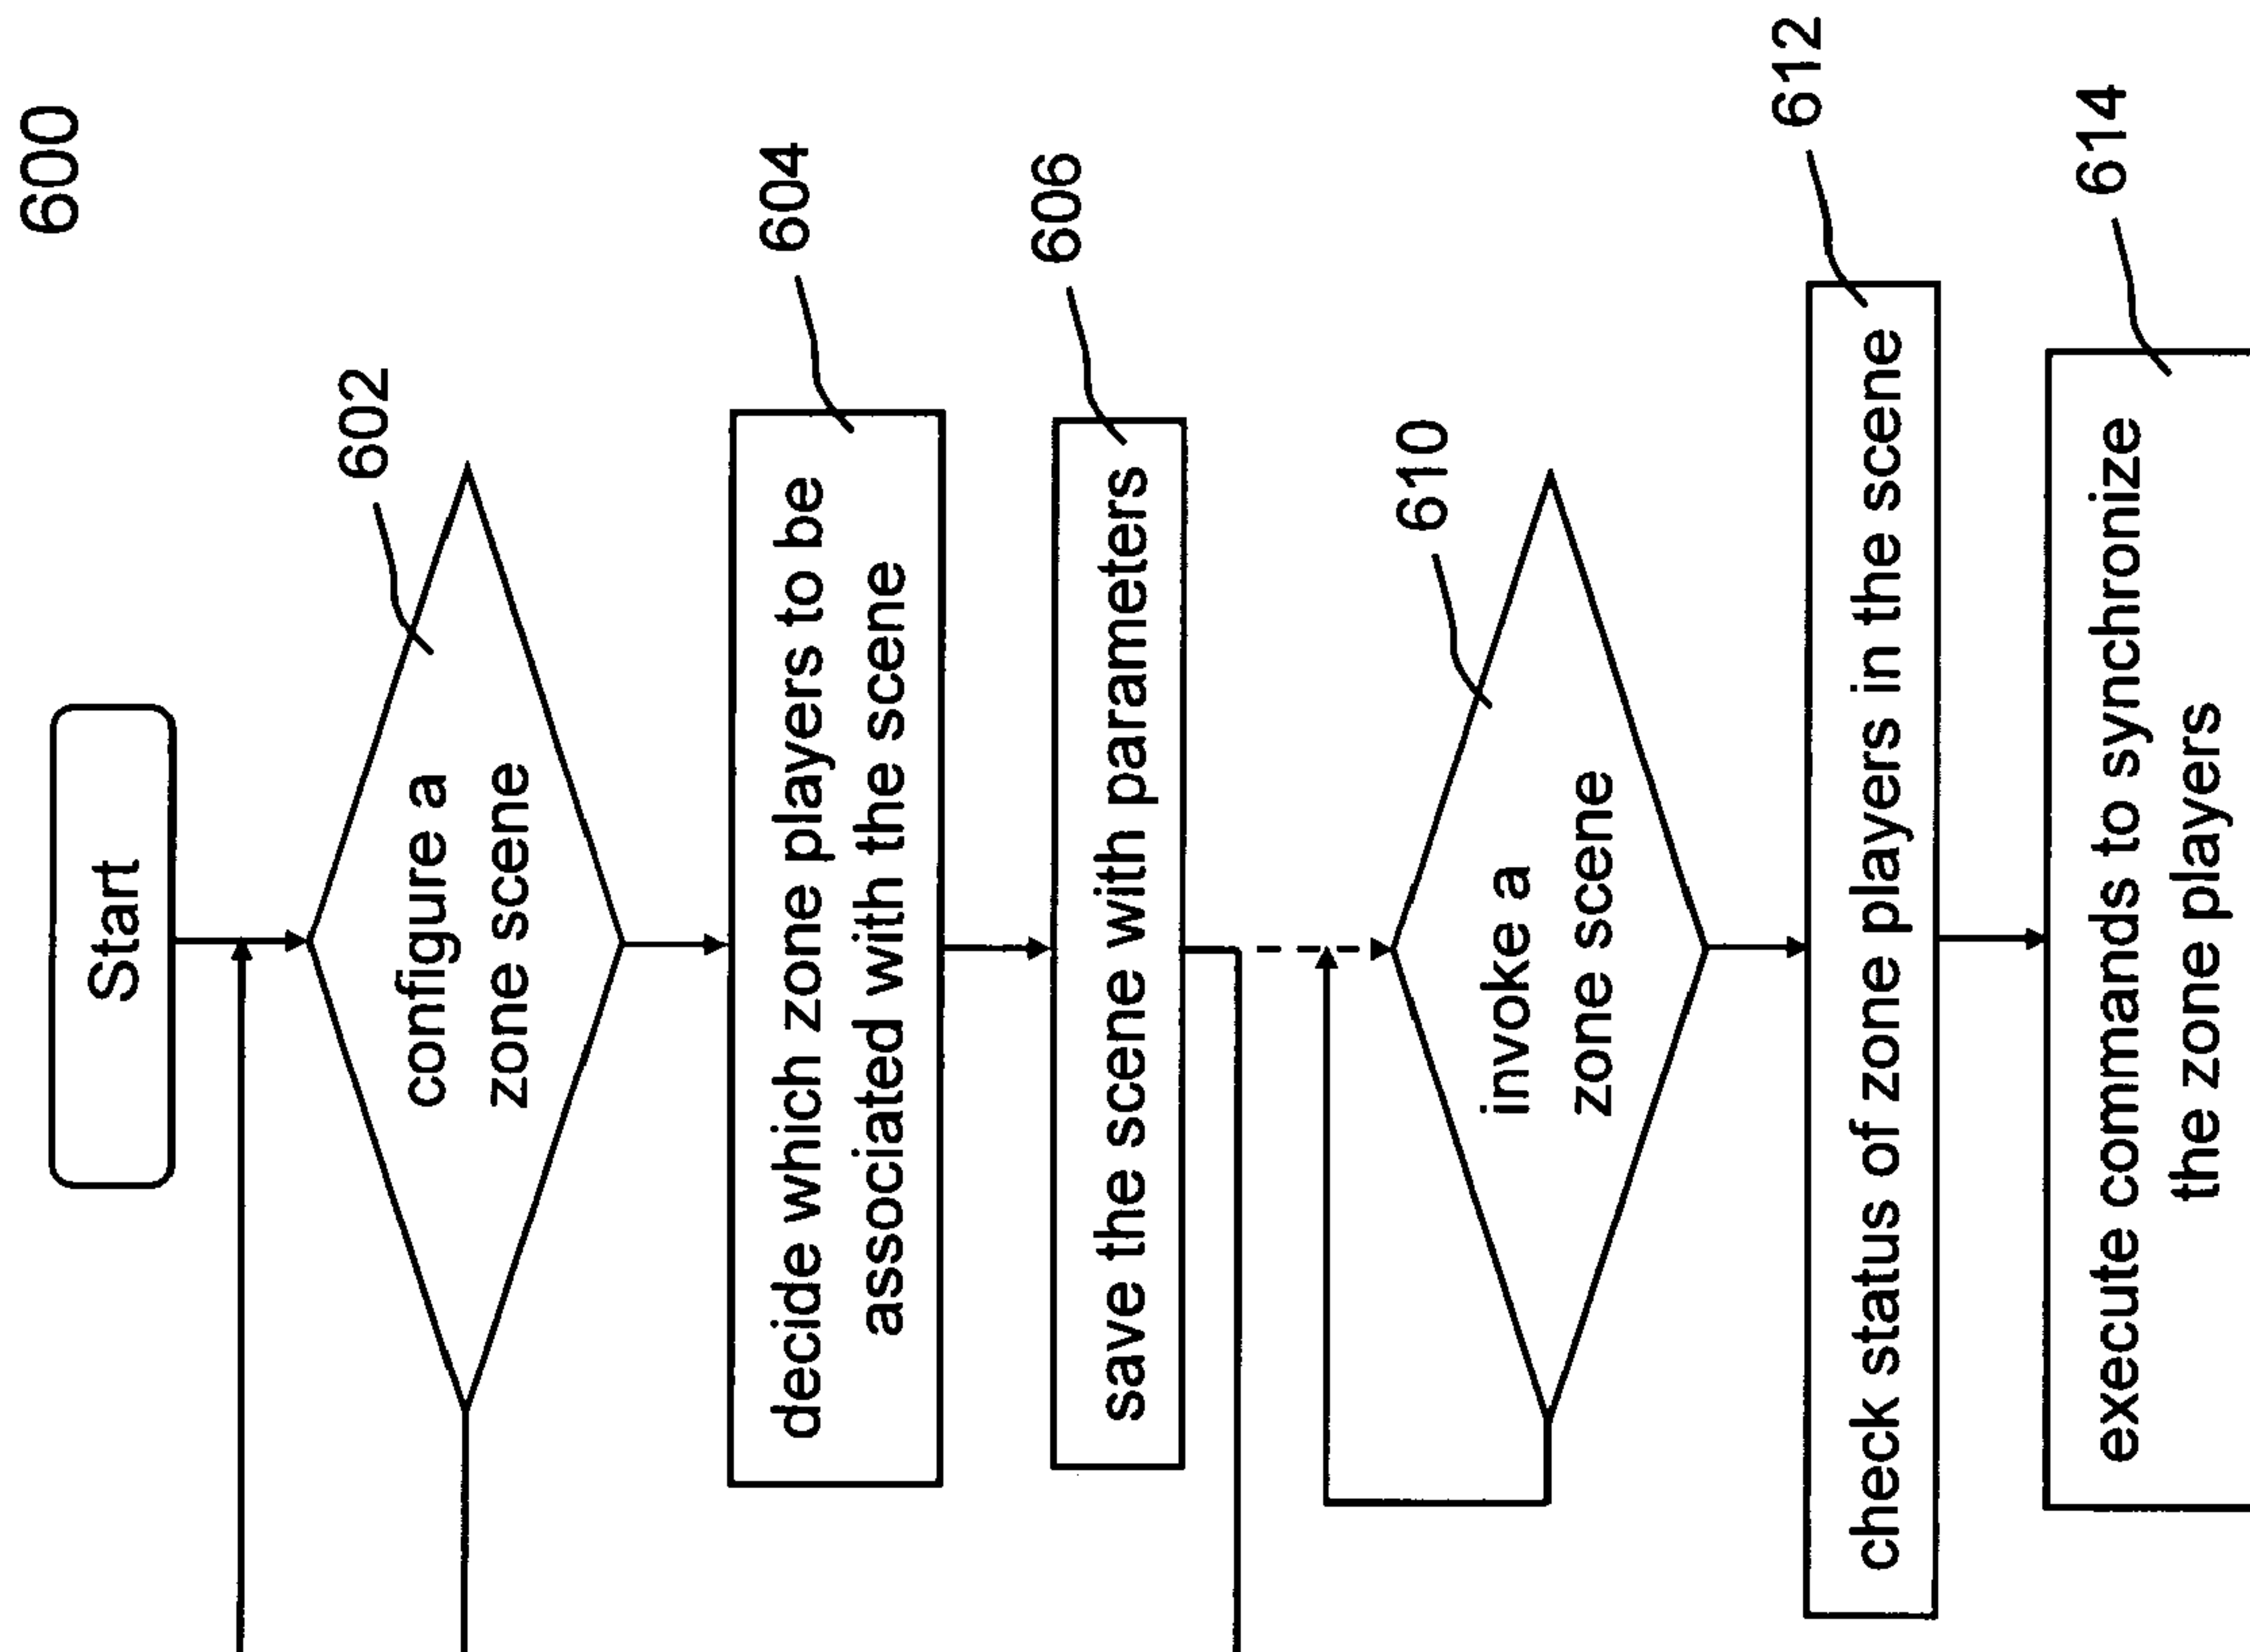 600
Start
602
configure a
zone scene
604
decide which zone players to be
associated with the scene
606
save the scene with parameters
610
invoke a
zone scene
612
check status of zone players in the scene
614
execute commands to synchronize
the zone players